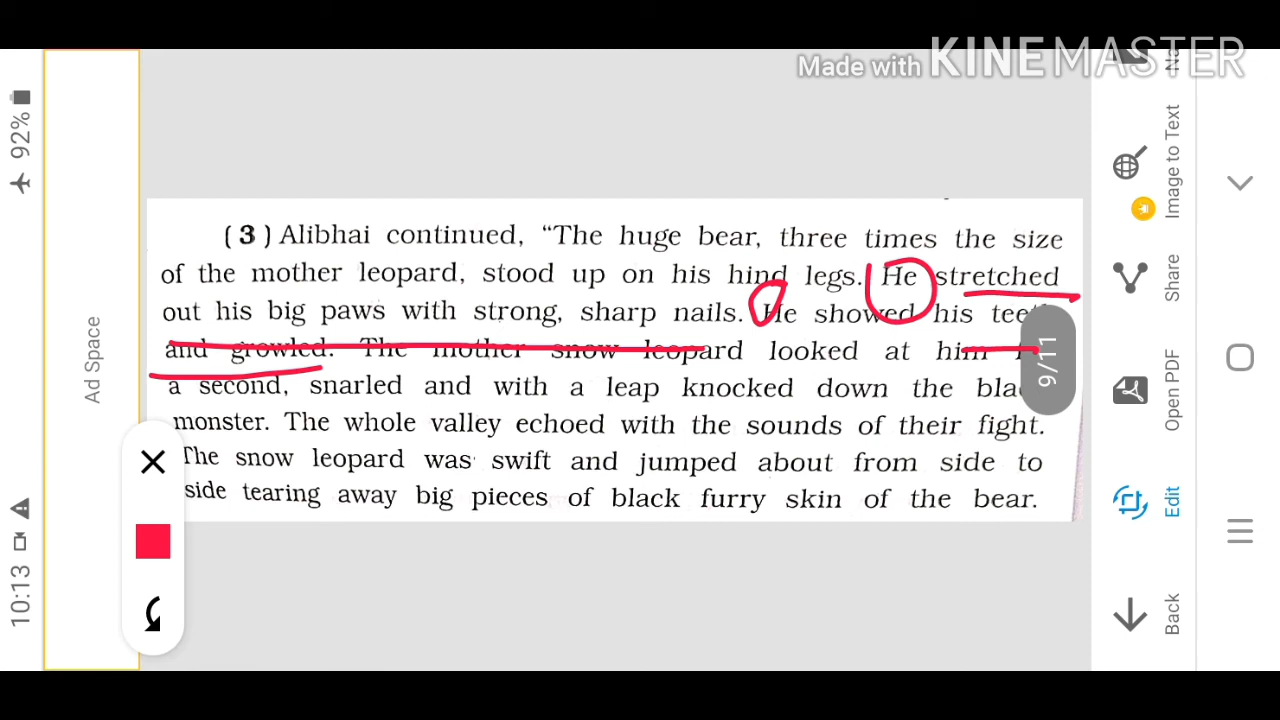 Made with KINEMASTER
92%
10:13
Ad Space
( 3 ) Alibhai continued, “The huge bear, three times the size
of the mother leopard, stood up on his hind legs. He stretched
out his big paws with strong, sharp nails. He showed his
and growled. The mother snow leopard looked at him
a second, snarled and with a leap knocked down the
monster. The whole valley echoed with the sounds of their fight.
The snow leopard was swift and jumped about from side to
side tearing away big pieces of black furry skin of the bear.
9/11
Image to Text
Share
Open PDF
Edit
Back